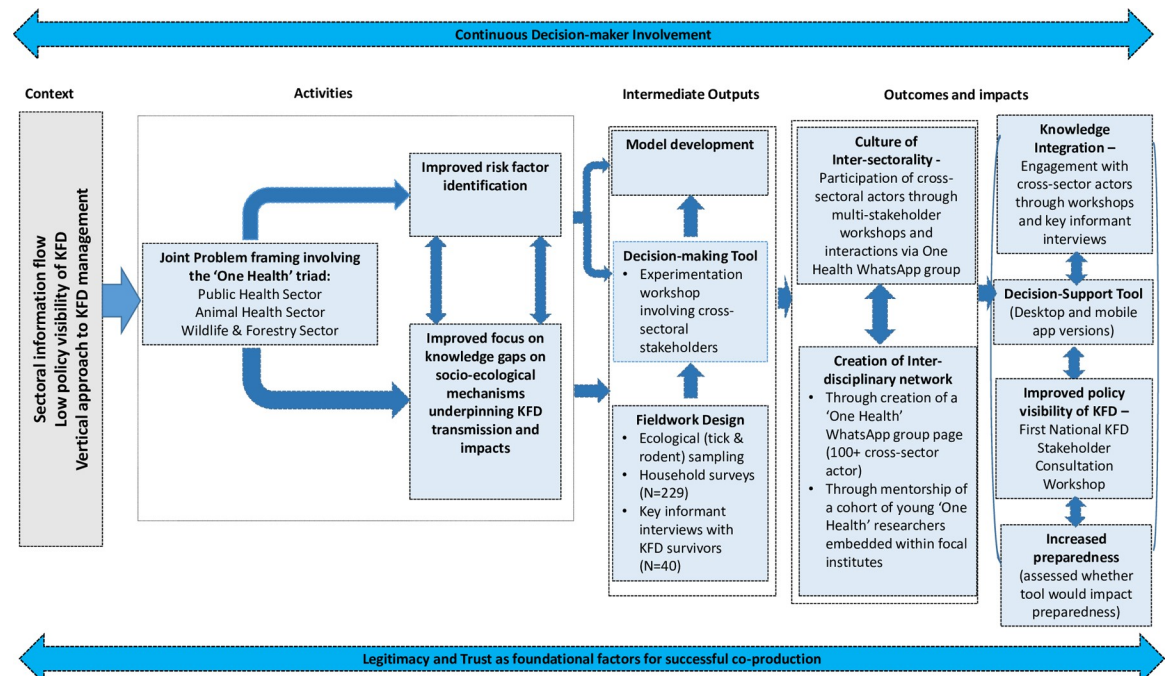 Continuous Decision-maker Involvement
Context
Activities
Intermediate Outputs
Outcomes and impacts
Sectoral information flow
Low policy visibility of KFD
Vertical approach to KFD management
Joint Problem framing involving
the ‘One Health’ triad:
Public Health Sector
Animal Health Sector
Wildlife & Forestry Sector
Improved risk factor
identification
Improved focus on
knowledge gaps on
socio-ecological
mechanisms
underpinning KFD
transmission and
impacts
Model development
Decision-making Tool
• Experimentation
workshop
involving cross-
sectoral
stakeholders
Fieldwork Design
• Ecological (tick &
rodent) sampling
• Household surveys
(N=229)
• Key informant
interviews with
KFD survivors
(N=40)
Culture of
Inter-sectorality -
Participation of cross-
sectoral actors through
multi-stakeholder
workshops and
interactions via One
Health WhatsApp group
Creation of Inter-
disciplinary network
• Through creation of a
‘One Health’
WhatsApp group page
(100+ cross-sector
actor)
• Through mentorship of
a cohort of young ‘One
Health’ researchers
embedded within focal
institutes
Knowledge
Integration –
Engagement with
cross-sector actors
through workshops
and key informant
interviews
Decision-Support Tool
(Desktop and mobile
app versions)
Improved policy
visibility of KFD –
First National KFD
Stakeholder
Consultation
Workshop
Increased
preparedness
(assessed whether
tool would impact
preparedness)
Legitimacy and Trust as foundational factors for successful co-production